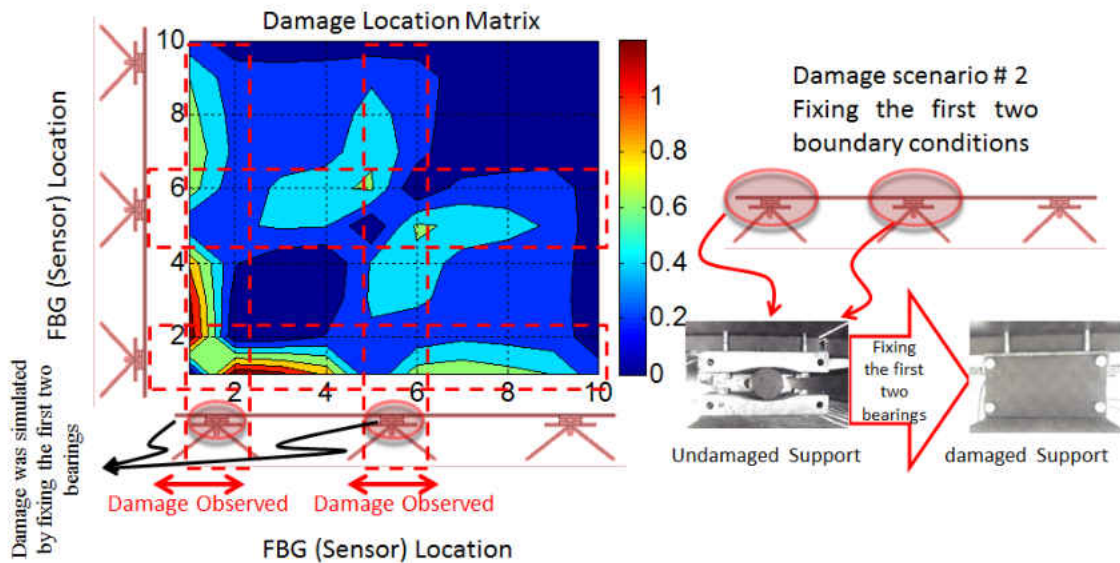 Damage Location Matrix
10
8
6
4
2
2
4
6
8
10
FBG (Sensor) Location
1
0.8
0.6
0.4
0.2
0
Damage was simulated
by fixing the first two
bearings
Damage Observed
Damage Observed
FBG (Sensor) Location
Damage scenario # 2
Fixing the first two
boundary conditions
Fixing
the first
two
bearings
Undamaged Support
damaged Support